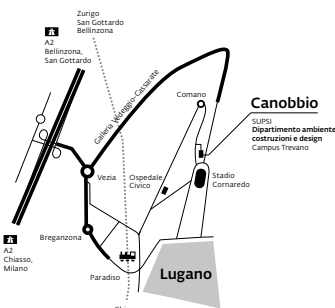 Zurigo
San Gottardo
Bellinzona
A2
Bellinzona,
San Gottardo
Galleria Vedeggio-Cassarate
Comano
Canobbio
SUPSI
Dipartimento ambiente
costruzioni e design
Campus Trevano
Vezia
Ospedale
Civico
Stadio
Cornaredo
Breganzona
A2
Chiasso,
Milano
Paradiso
Lugano